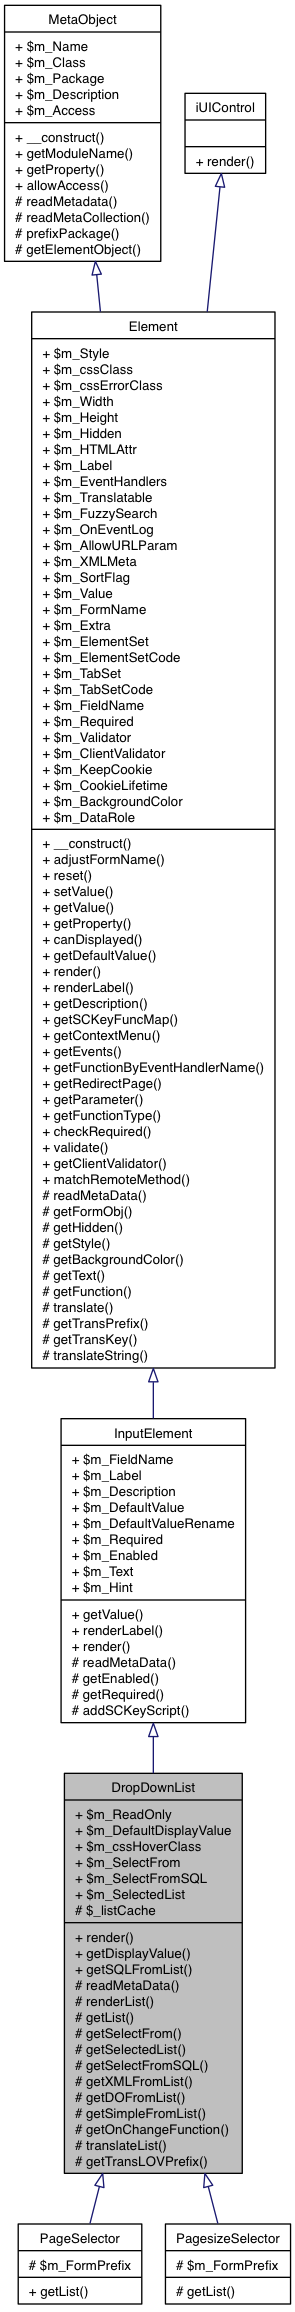 MetaObject
+ $m_Name
+ $m_Class
+ $m_Package
+ $m_Description
+ $m_Access
+ __construct()
+ getModuleName()
+ getProperty()
+ allowAccess()
# readMetadata()
# readMetaCollection()
# prefixPackage()
# getElementObject()
iUIControl
+ render()
Element
+ $m_Style
+ $m_cssClass
+ $m_cssErrorClass
+ $m_Width
+ $m_Height
+ $m_Hidden
+ $m_HTMLAttr
+ $m_Label
+ $m_EventHandlers
+ $m_Translatable
+ $m_FuzzySearch
+ $m_OnEventLog
+ $m_AllowURLParam
+ $m_XMLMeta
+ $m_SortFlag
+ $m_Value
+ $m_FormName
+ $m_Extra
+ $m_ElementSet
+ $m_ElementSetCode
+ $m_TabSet
+ $m_TabSetCode
+ $m_FieldName
+ $m_Required
+ $m_Validator
+ $m_ClientValidator
+ $m_KeepCookie
+ $m_CookieLifetime
+ $m_BackgroundColor
+ $m_DataRole
+ __construct()
+ adjustFormName()
+ reset()
+ setValue()
+ getValue()
+ getProperty()
+ canDisplayed()
+ getDefaultValue()
+ render()
+ renderLabel()
+ getDescription()
+ getSCKeyFuncMap()
+ getContextMenu()
+ getEvents()
+ getFunctionByEventHandlerName()
+ getRedirectPage()
+ getParameter()
+ getFunctionType()
+ checkRequired()
+ validate()
+ getClientValidator()
+ matchRemoteMethod()
# readMetaData()
# getFormObj()
# getHidden()
# getStyle()
# getBackgroundColor()
# getText()
# getFunction()
# translate()
# getTransPrefix()
# getTransKey()
# translateString()
InputElement
+ $m_FieldName
+ $m_Label
+ $m_Description
+ $m_DefaultValue
+ $m_DefaultValueRename
+ $m_Required
+ $m_Enabled
+ $m_Text
+ $m_Hint
+ getValue()
+ renderLabel()
+ render()
# readMetaData()
# getEnabled()
# getRequired()
# addSCKeyScript()
DropDownList
+ $m_ReadOnly
+ $m_DefaultDisplayValue
+ $m_cssHoverClass
+ $m_SelectFrom
+ $m_SelectFromSQL
+ $m_SelectedList
# $_listCache
+ render()
+ getDisplayValue()
+ getSQLFromList()
# readMetaData()
# renderList()
# getList()
# getSelectFrom()
# getSelectedList()
# getSelectFromSQL()
# getXMLFromList()
# getDOFromList()
# getSimpleFromList()
# getOnChangeFunction()
# translateList()
# getTransLOVPrefix()
PageSelector
# $m_FormPrefix
+ getList()
PagesizeSelector
# $m_FormPrefix
# getList()